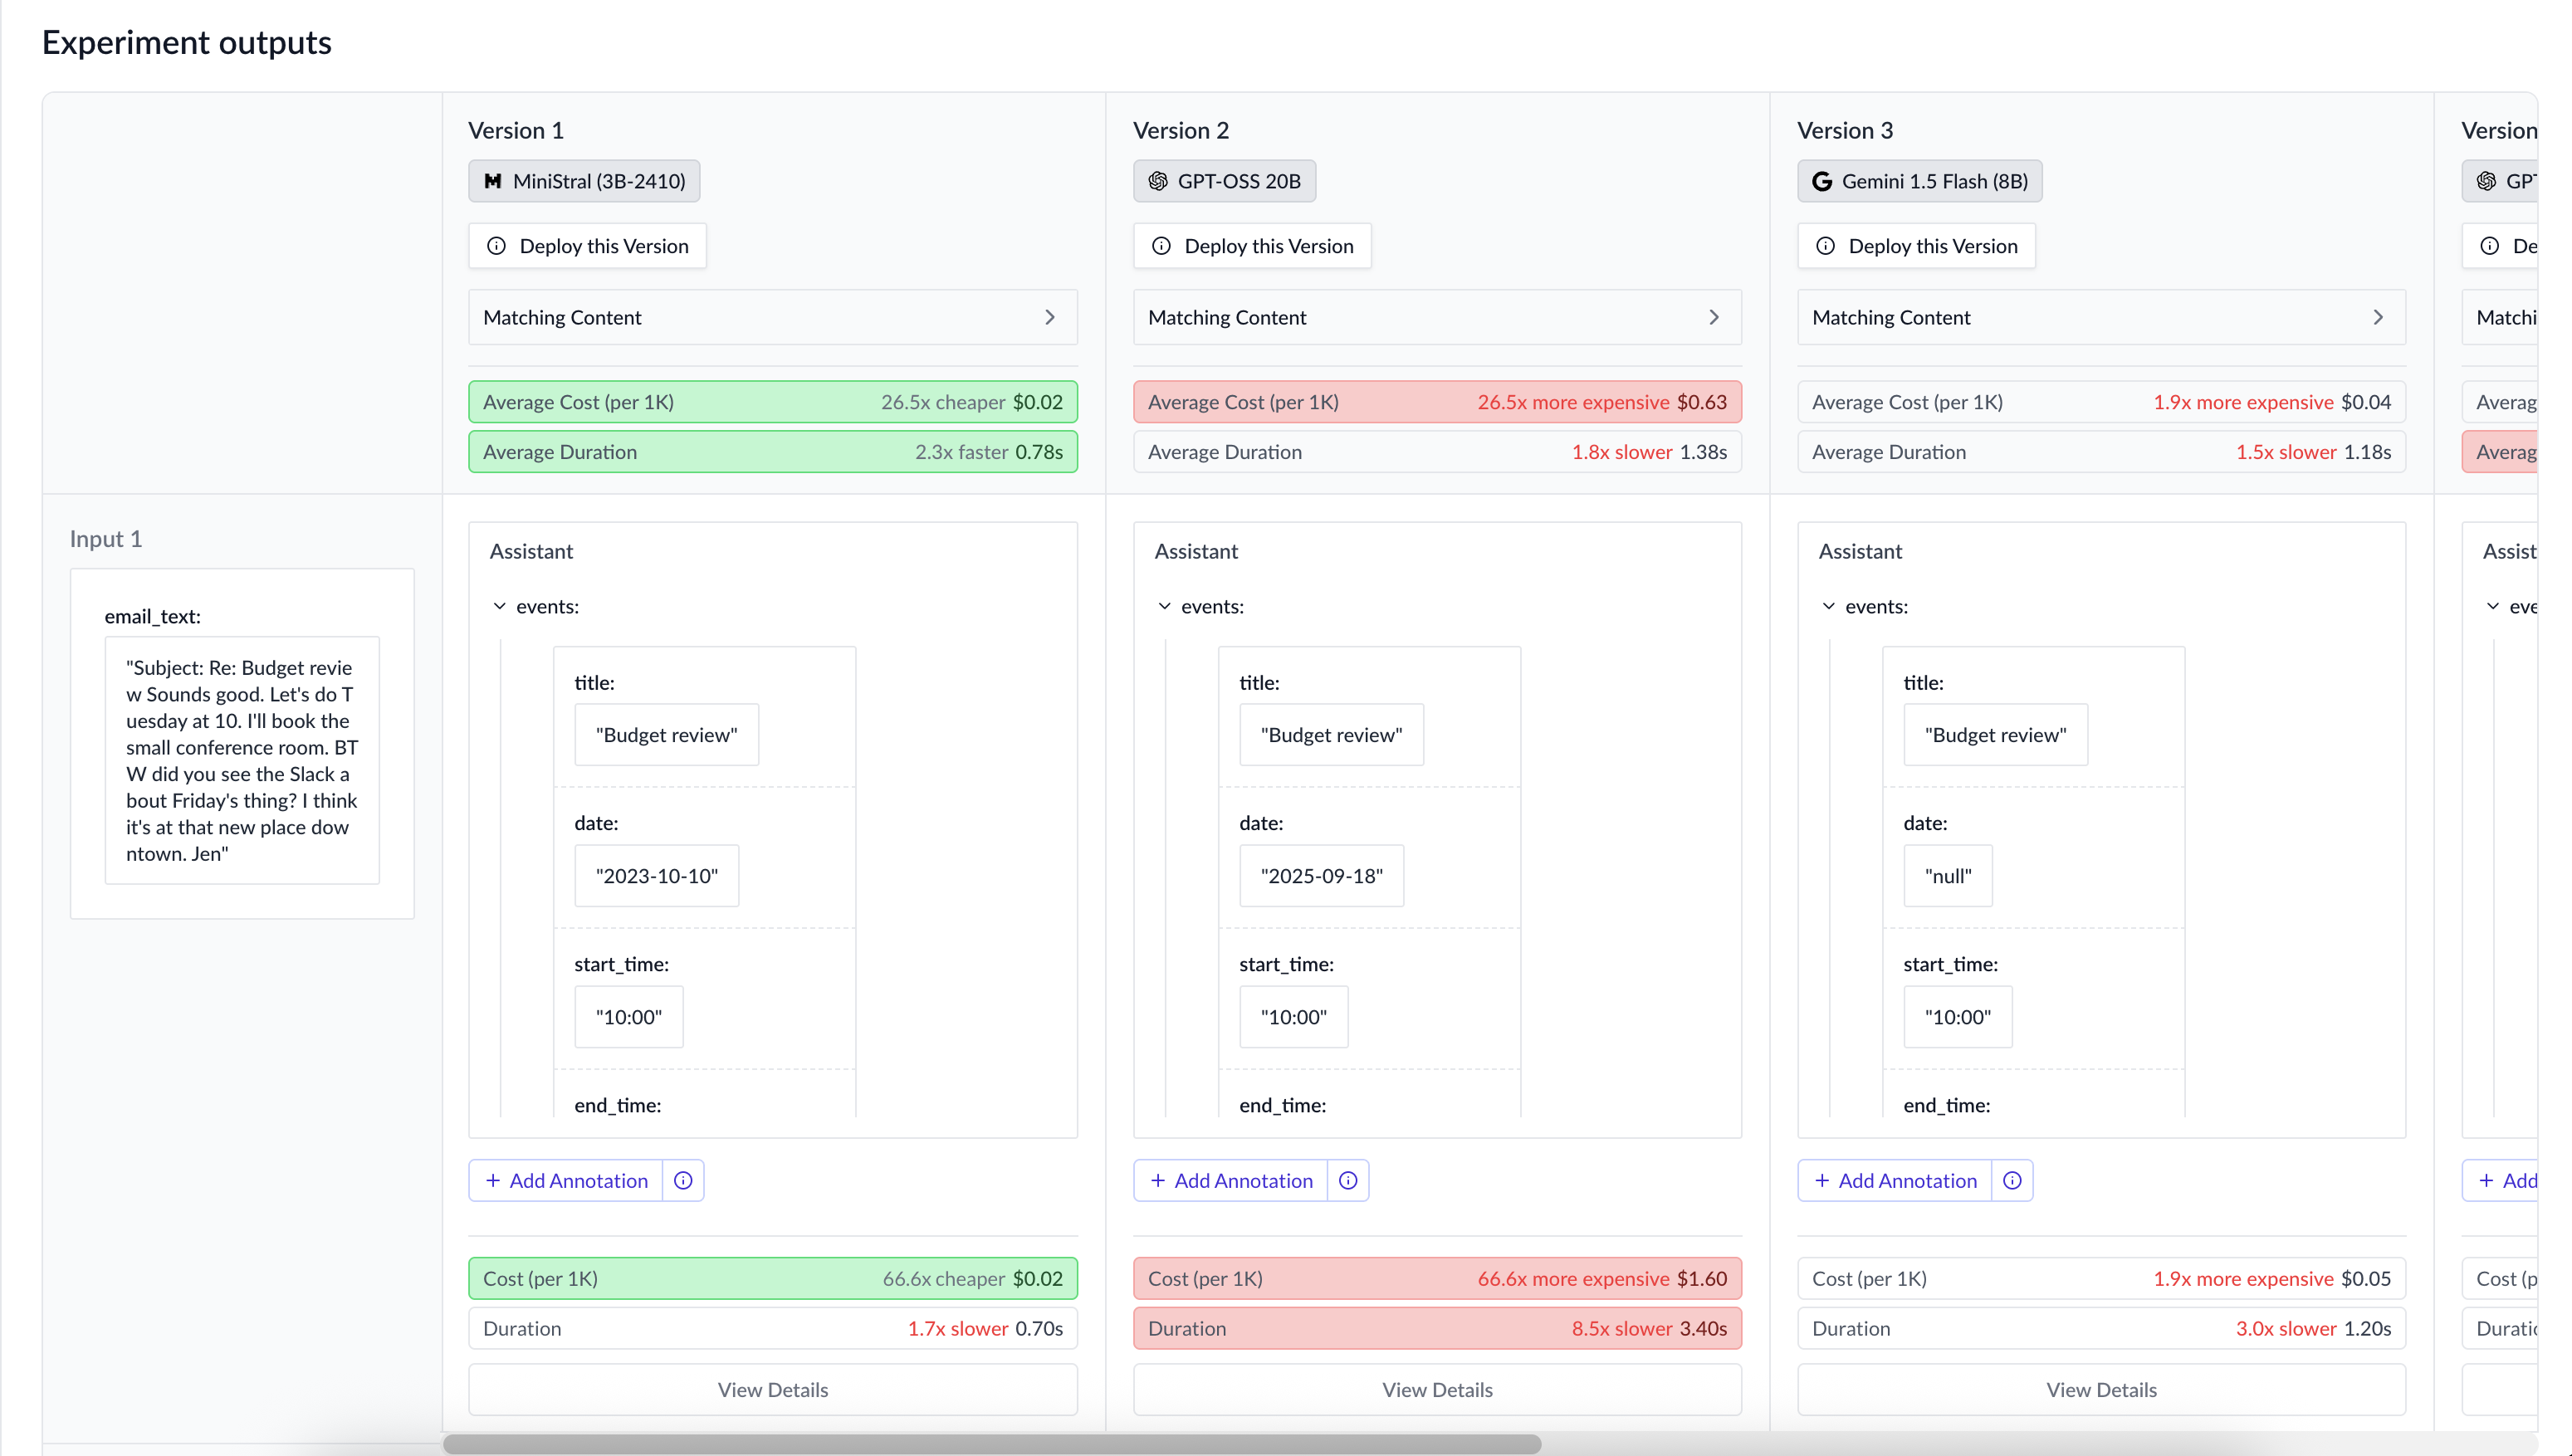 Experiment outputs
Version 1
MiniStral (3B-2410)
Deploy this Version
Matching Content
Average Cost (per 1K) 26.5x cheaper $0.02
Average Duration 2.3x faster 0.78s
Version 2
GPT-OSS 20B
Deploy this Version
Matching Content
Average Cost (per 1K) 26.5x more expensive $0.63
Average Duration 1.8x slower 1.38s
Version 3
Gemini 1.5 Flash (8B)
Deploy this Version
Matching Content
Average Cost (per 1K) 1.9x more expensive $0.04
Average Duration 1.5x slower 1.18s
Version
GPT
De
Matchi
Averag
Averag
Input 1
email_text:
"Subject: Re: Budget revie
w Sounds good. Let's do T
uesday at 10. I'll book the
small conference room. BT
W did you see the Slack a
bout Friday's thing? I think
it's at that new place dow
ntown. Jen"
Assistant
events:
title:
"Budget review"
date:
"2023-10-10"
start_time:
"10:00"
end_time:
+ Add Annotation
Cost (per 1K) 66.6x cheaper $0.02
Duration 1.7x slower 0.70s
View Details
Assistant
events:
title:
"Budget review"
date:
"2025-09-18"
start_time:
"10:00"
end_time:
+ Add Annotation
Cost (per 1K) 66.6x more expensive $1.60
Duration 8.5x slower 3.40s
View Details
Assistant
events:
title:
"Budget review"
date:
"null"
start_time:
"10:00"
end_time:
+ Add Annotation
Cost (per 1K) 1.9x more expensive $0.05
Duration 3.0x slower 1.20s
View Details
Assist
eve
+ Add
Cost (p
Duratio